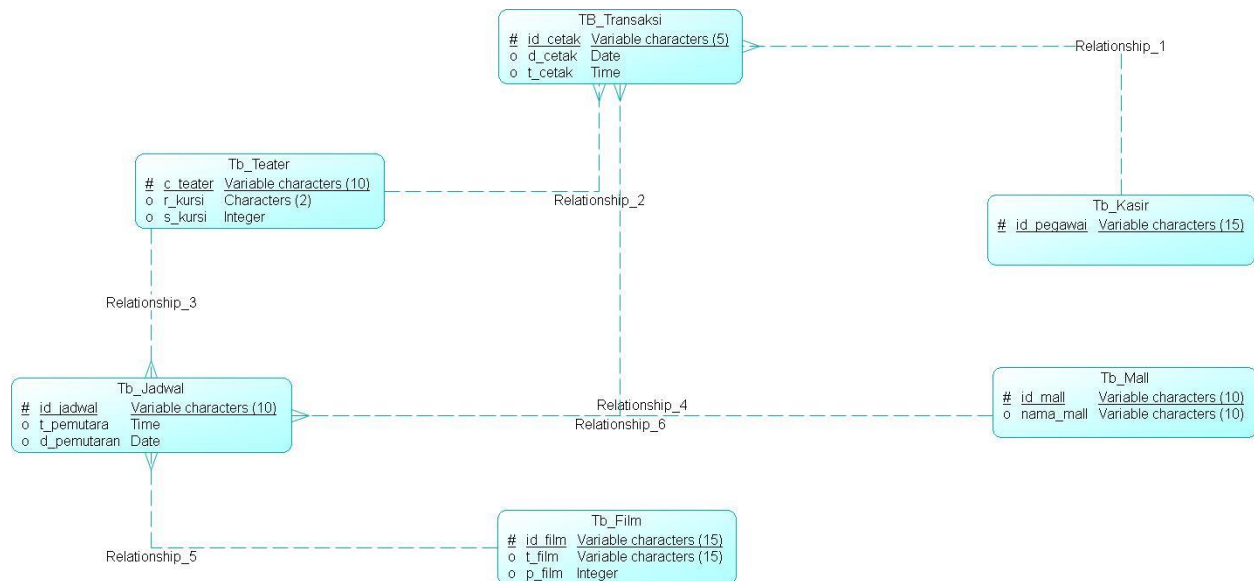 TB_Transaksi
# id_cetak Variable characters (5)
o d_cetak Date
o t_cetak Time
Relationship_1
Tb_Teater
# c_teater Variable characters (10)
o r_kursi Characters (2)
o s_kursi Integer
Relationship_2
Tb_Kasir
# id_pegawai Variable characters (15)
Relationship_3
Tb_Jadwal
# id_jadwal Variable characters (10)
o t_pemutara Time
o d_pemutaran Date
Relationship_4
Relationship_6
Tb_Mall
# id_mall Variable characters (10)
o nama_mall Variable characters (10)
Relationship_5
Tb_Film
# id_film Variable characters (15)
o t_film Variable characters (15)
o p_film Integer